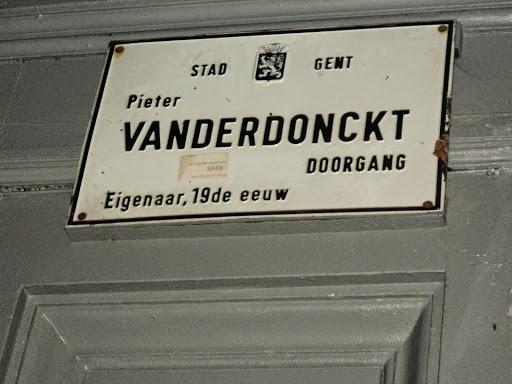 STAD GENT
Pieter
VANDERDONCKT
DOORGANG
Eigenaar, 19de eeuw